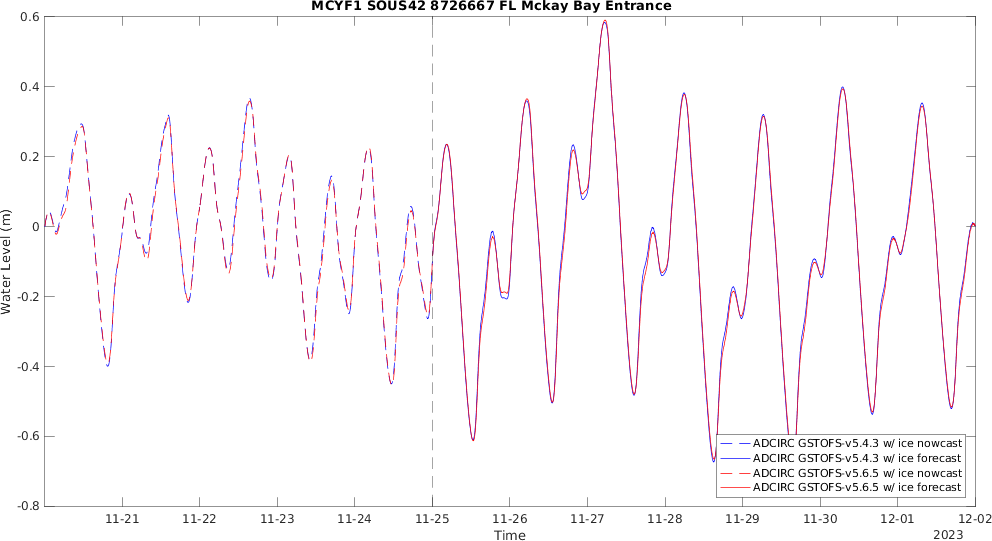 MCYF1 SOUS42 8726667 FL Mckay Bay Entrance
0.6
0.4
0.2
0
-0.2
-0.4
-0.6
-0.8
Water Level (m)
ADCIRC GSTOFS-v5.4.3 w/ ice nowcast
ADCIRC GSTOFS-v5.4.3 w/ ice forecast
ADCIRC GSTOFS-v5.6.5 w/ ice nowcast
ADCIRC GSTOFS-v5.6.5 w/ ice forecast
11-21 11-22 11-23 11-24 11-25 11-26 11-27 11-28 11-29 11-30 12-01 12-02
Time
2023